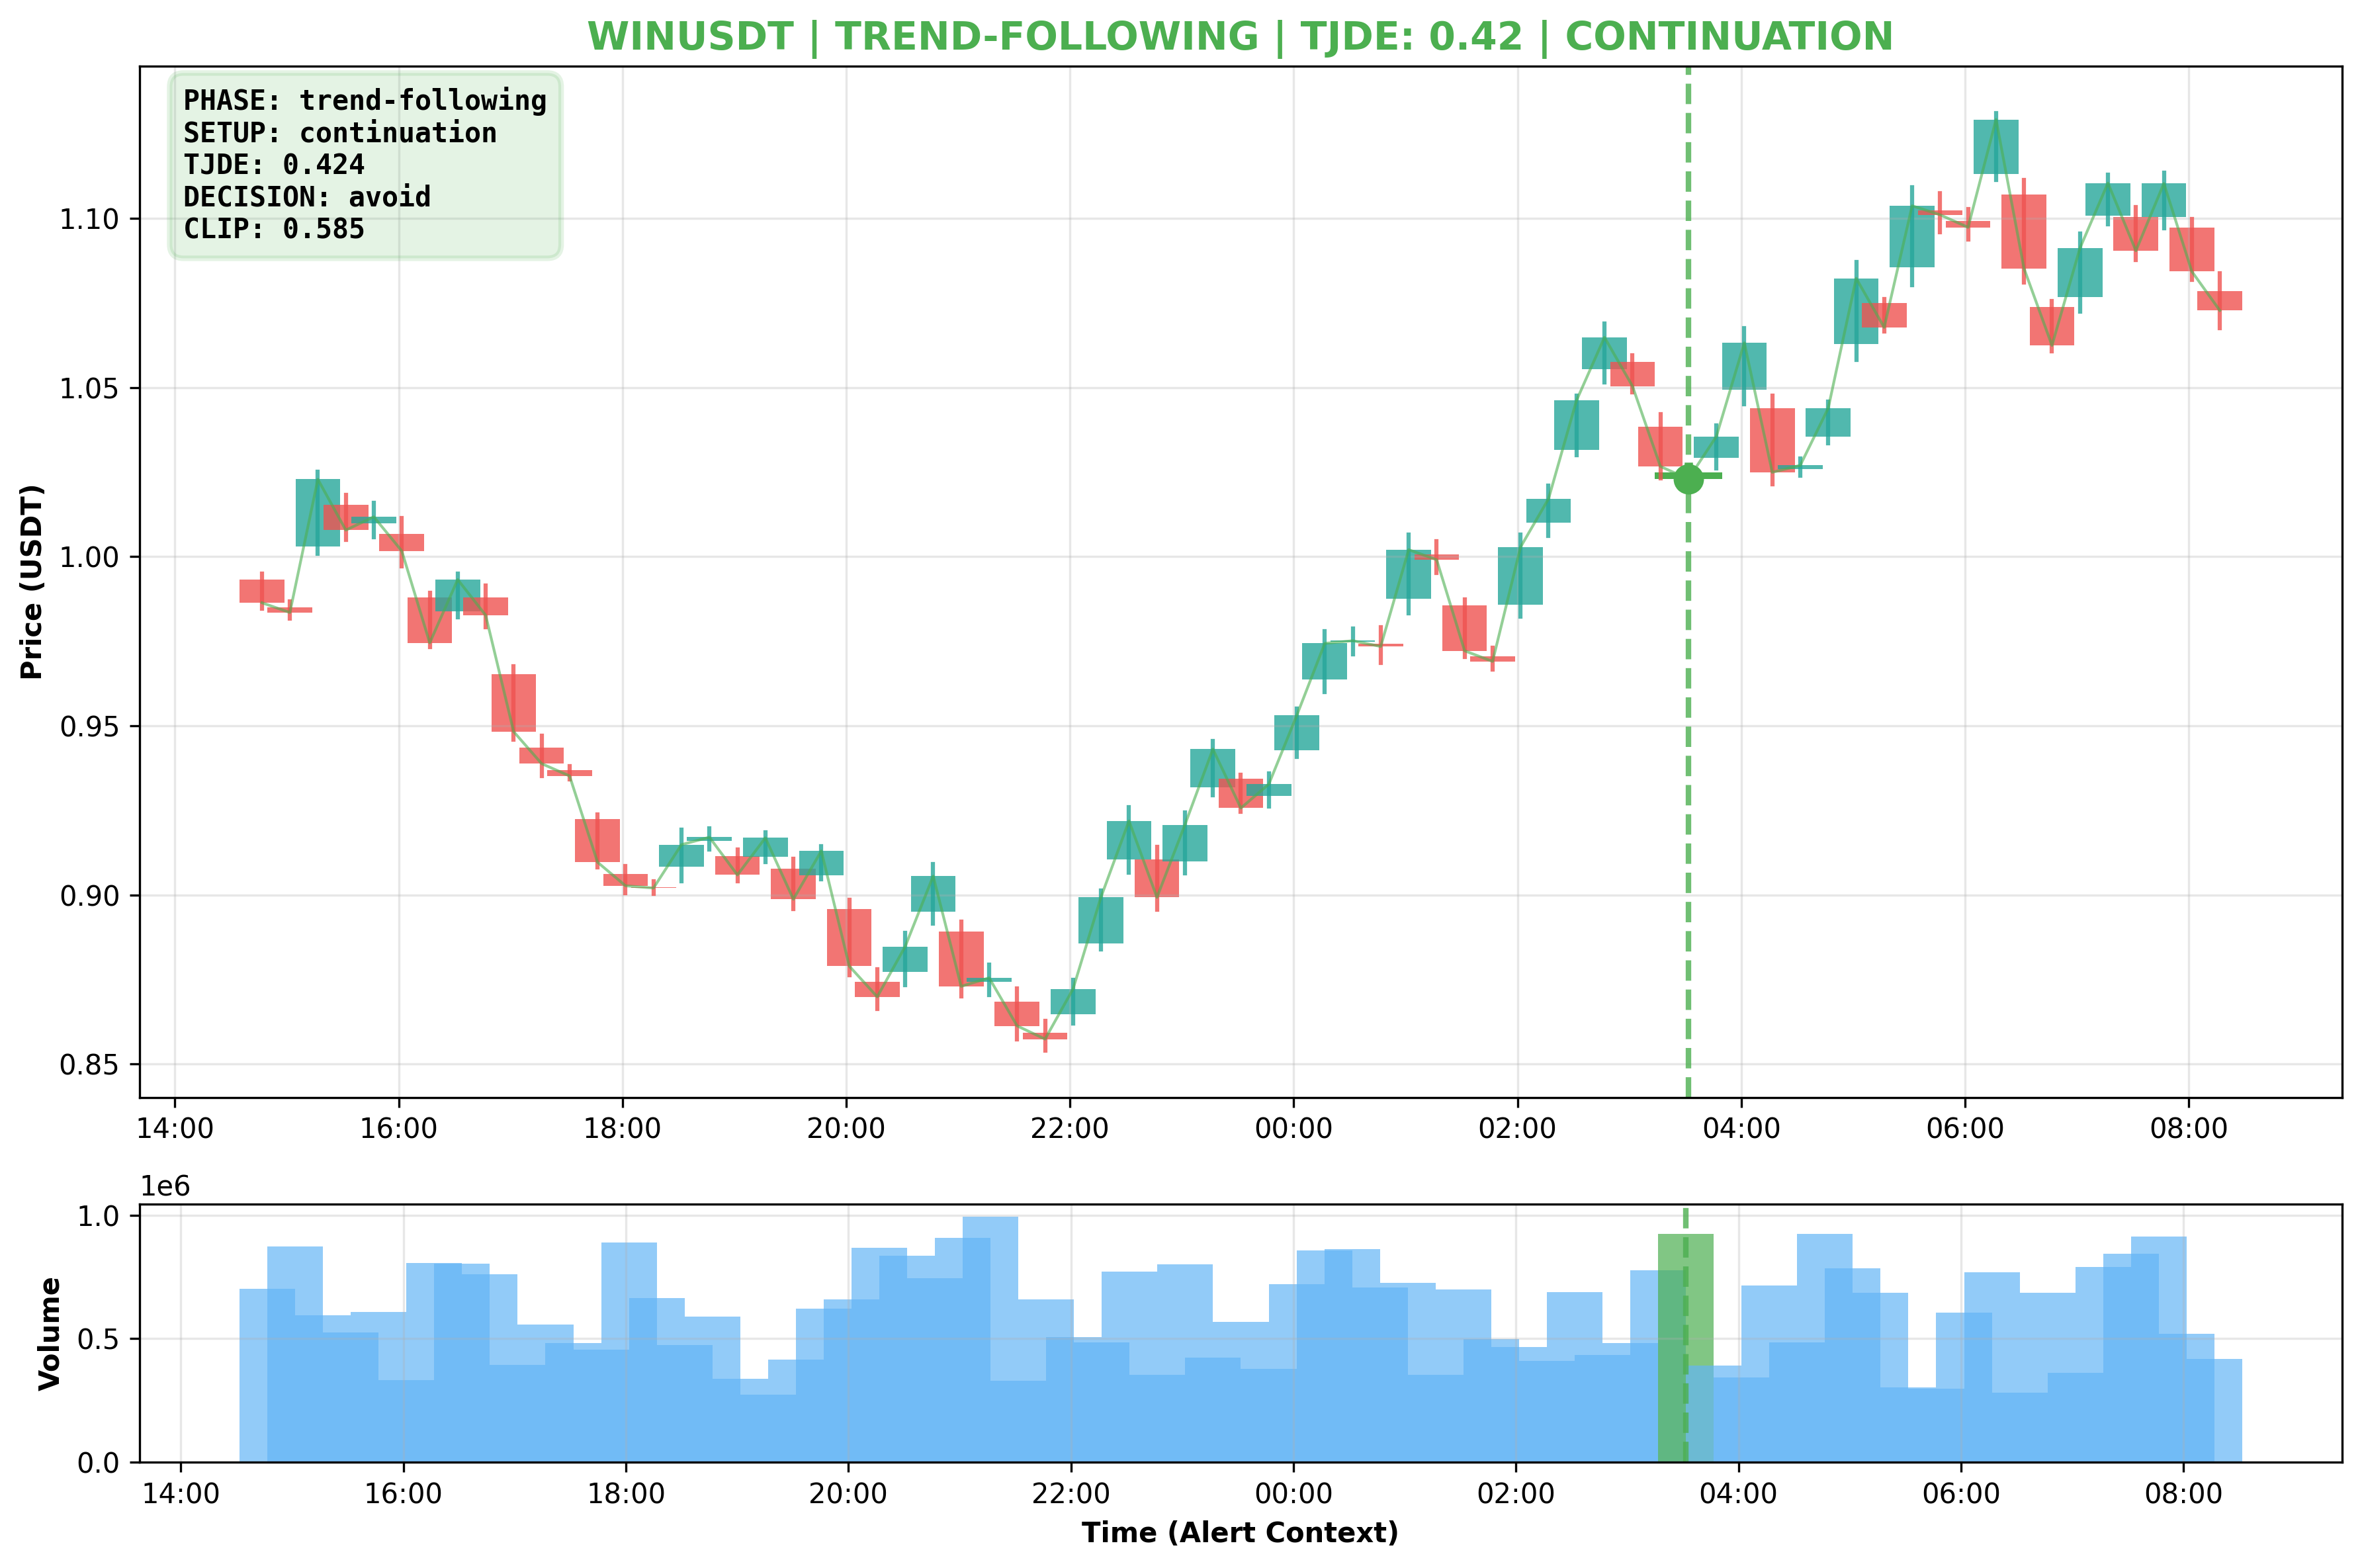 WINUSDT | TREND-FOLLOWING | TJDE: 0.42 | CONTINUATION
PHASE: trend-following
SETUP: continuation
TJDE: 0.424
DECISION: avoid
CLIP: 0.585
Price (USDT)
1.10
1.05
1.00
0.95
0.90
0.85
14:00 16:00 18:00 20:00 22:00 00:00 02:00 04:00 06:00 08:00
1e6
Volume
1.0
0.5
0.0
14:00 16:00 18:00 20:00 22:00 00:00 02:00 04:00 06:00 08:00
Time (Alert Context)